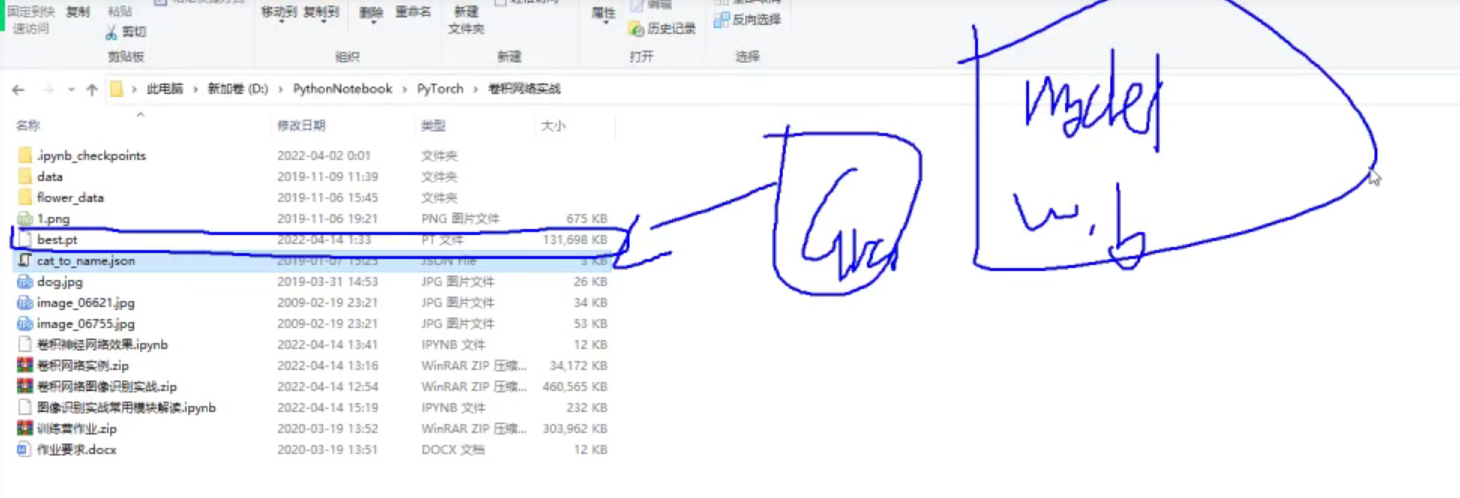 固定到快 复制 粘贴 移动到 复制到 删除 重命名 新建 属性 编辑
速访问 剪切 文件夹 历史记录 反向选择
剪贴板 组织 新建 打开 选择
此电脑 > 新加卷 (D:) > PythonNotebook > PyTorch > 卷积网络实战
名称 修改日期 类型 大小
.ipynb_checkpoints 2022-04-02 0:01 文件夹
data 2019-11-09 11:39 文件夹
flower_data 2019-11-06 15:45 文件夹
1.png 2019-11-06 19:21 PNG 图片文件 675 KB
best.pt 2022-04-14 1:33 PT 文件 131,698 KB
cat_to_name.json 2019-01-07 15:25 JSON File 3 KB
dog.jpg 2019-03-31 14:53 JPG 图片文件 26 KB
image_06621.jpg 2009-02-19 23:21 JPG 图片文件 34 KB
image_06755.jpg 2009-02-19 23:21 JPG 图片文件 53 KB
卷积神经网络效果.ipynb 2022-04-14 13:41 IPYNB 文件 12 KB
卷积网络实例.zip 2022-04-14 13:16 WinRAR ZIP 压缩... 34,172 KB
卷积网络图像识别实战.zip 2022-04-14 12:54 WinRAR ZIP 压缩... 460,565 KB
图像识别实战常用模块解读.ipynb 2022-04-14 15:19 IPYNB 文件 232 KB
训练营作业.zip 2020-03-19 13:52 WinRAR ZIP 压缩... 303,962 KB
作业要求.docx 2020-03-19 13:51 DOCX 文档 12 KB
model
w.b